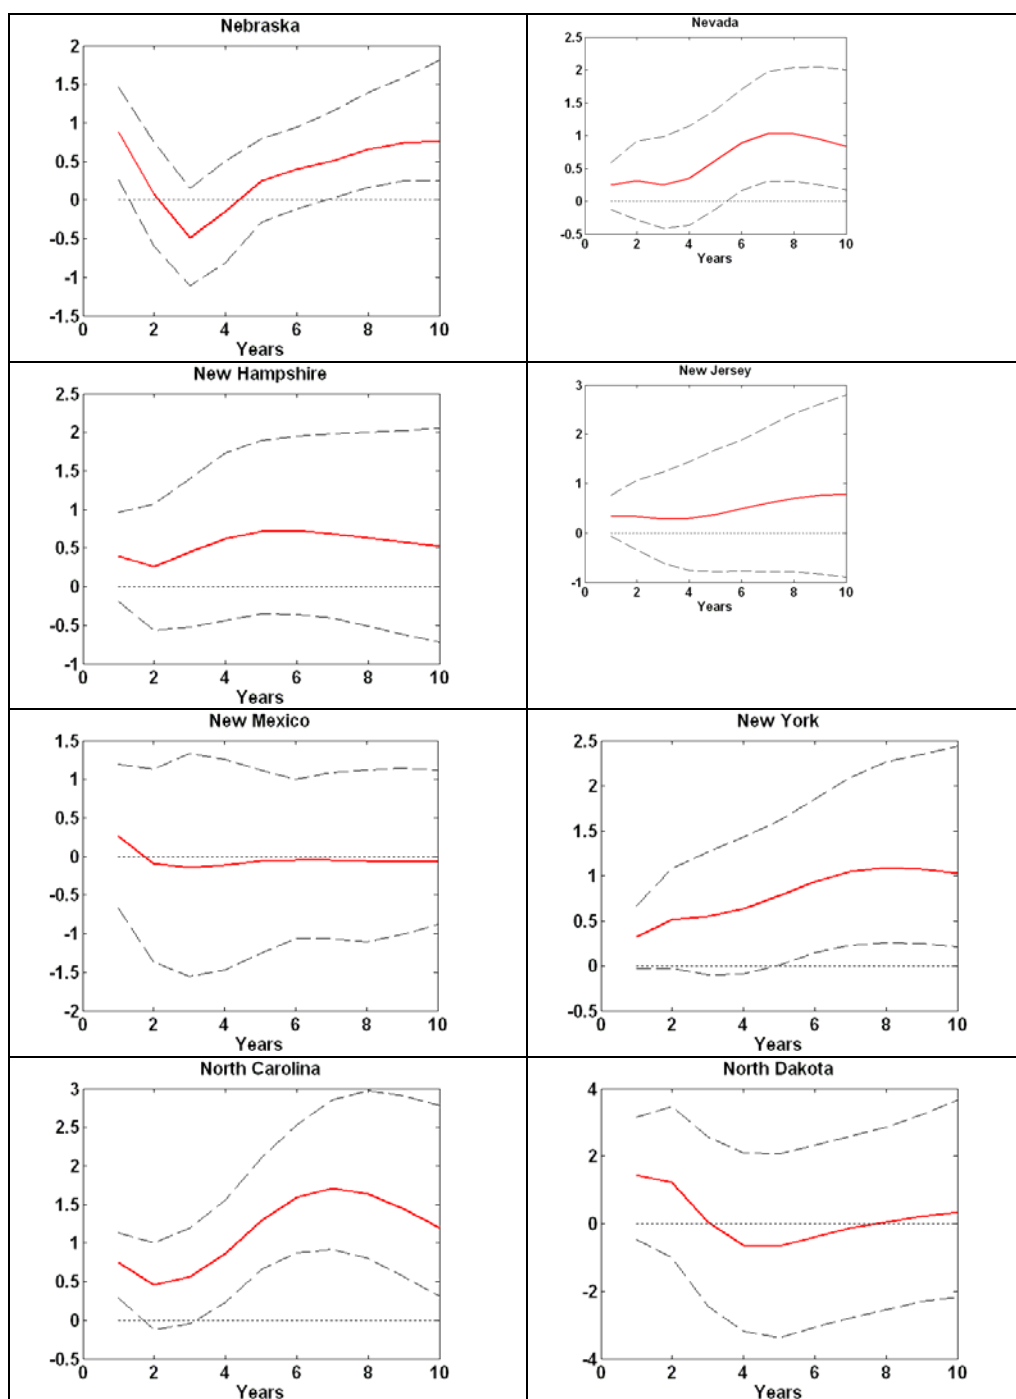 Nebraska
2
1.5
1
0.5
0
-0.5
-1
-1.5
0 2 4 6 8 10
Years
Nevada
2.5
2
1.5
1
0.5
0
-0.5
0 2 4 6 8 10
Years
New Hampshire
2.5
2
1.5
1
0.5
0
-0.5
-1
0 2 4 6 8 10
Years
New Jersey
3
2
1
0
-1
0 2 4 6 8 10
Years
New Mexico
1.5
1
0.5
0
-0.5
-1
-1.5
-2
0 2 4 6 8 10
Years
New York
2.5
2
1.5
1
0.5
0
-0.5
0 2 4 6 8 10
Years
North Carolina
3
2.5
2
1.5
1
0.5
0
-0.5
0 2 4 6 8 10
Years
North Dakota
4
2
0
-2
-4
0 2 4 6 8 10
Years